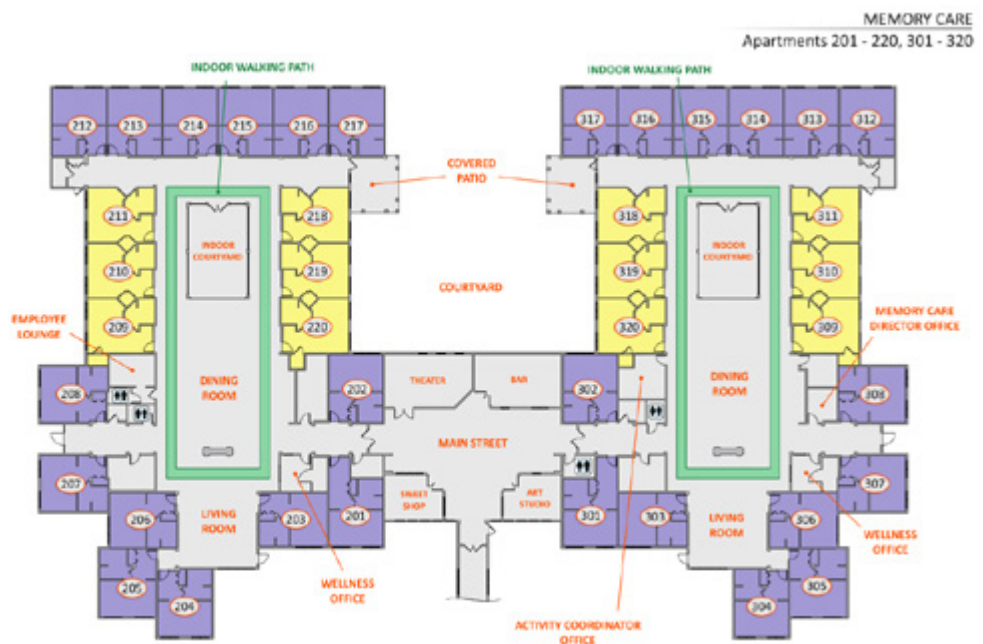 MEMORY CARE
Apartments 201 - 220, 301 - 320
INDOOR WALKING PATH
INDOOR WALKING PATH
212
213
214
215
216
217
317
316
315
314
313
312
COVERED
PATIO
211
218
318
311
INDOOR
COURTYARD
INDOOR
COURTYARD
210
219
319
310
COURTYARD
209
220
320
309
EMPLOYEE
LOUNGE
MEMORY CARE
DIRECTOR OFFICE
208
DINING
ROOM
202
THEATER
BAR
302
DINING
ROOM
308
MAIN STREET
207
307
SWEET
SHOP
ART
STUDIO
206
LIVING
ROOM
203
201
301
303
LIVING
ROOM
306
WELLNESS
OFFICE
WELLNESS
OFFICE
205
204
304
305
ACTIVITY COORDINATOR
OFFICE